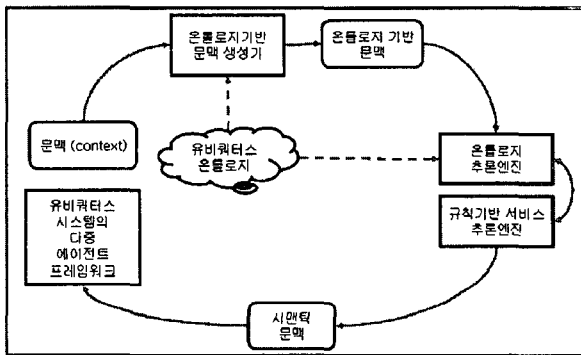 온톨로지기반
문맥 생성기
온톨로지 기반
문맥
문맥 (context)
유비쿼터스
온톨로지
온톨로지
추론엔진
유비쿼터스
시스템의
다중
에이전트
프레임워크
규칙기반 서비스
추론엔진
시맨틱
문맥